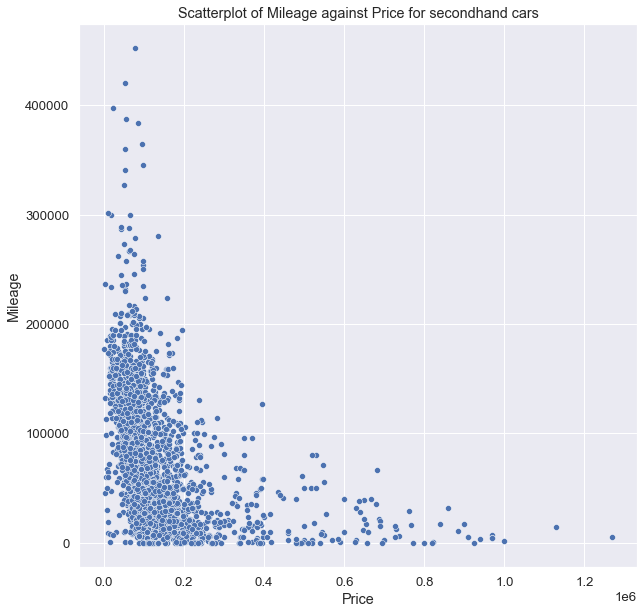 Scatterplot of Mileage against Price for secondhand cars
400000
300000
200000
100000
0
Mileage
0.0 0.2 0.4 0.6 0.8 1.0 1.2
1e6
Price